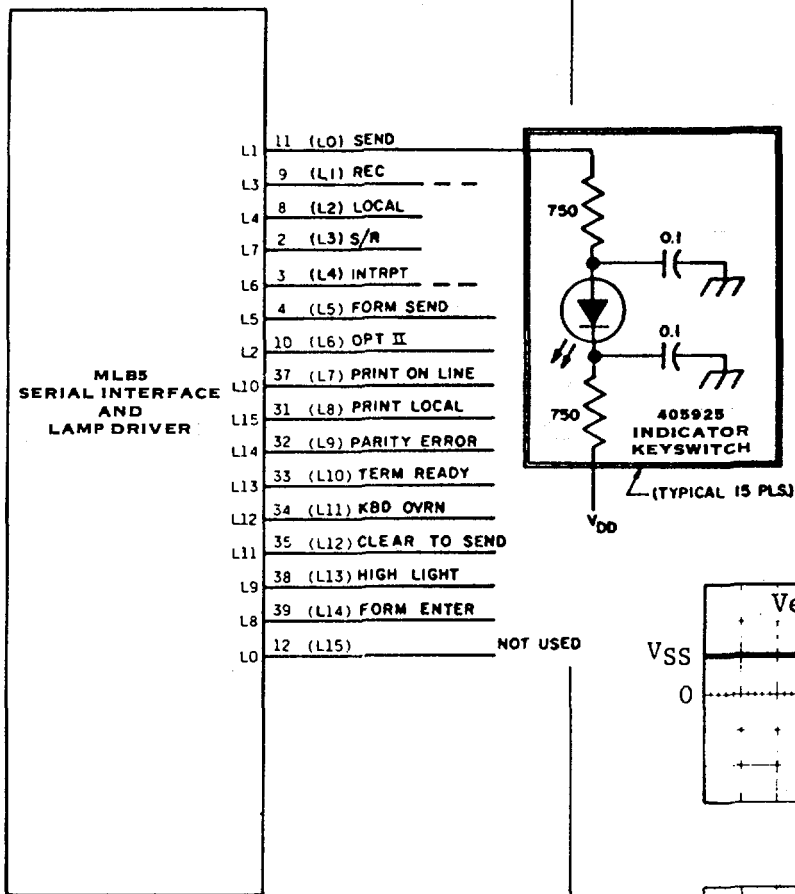 L1 11 (L0) SEND
L3 9 (L1) REC
L4 8 (L2) LOCAL
L7 2 (L3) S/R
L6 3 (L4) INTRPT
L5 4 (L5) FORM SEND
L2 10 (L6) OPT II
L10 37 (L7) PRINT ON LINE
L15 31 (L8) PRINT LOCAL
L14 32 (L9) PARITY ERROR
L13 33 (L10) TERM READY
L12 34 (L11) KBD OVRN
L11 35 (L12) CLEAR TO SEND
L9 38 (L13) HIGH LIGHT
L8 39 (L14) FORM ENTER
L0 12 (L15) NOT USED
MLB5
SERIAL INTERFACE
AND
LAMP DRIVER
750
0.1
0.1
750
405925
INDICATOR
KEYSWITCH
(TYPICAL 15 PLS)
VDD
Ve
VSS
0